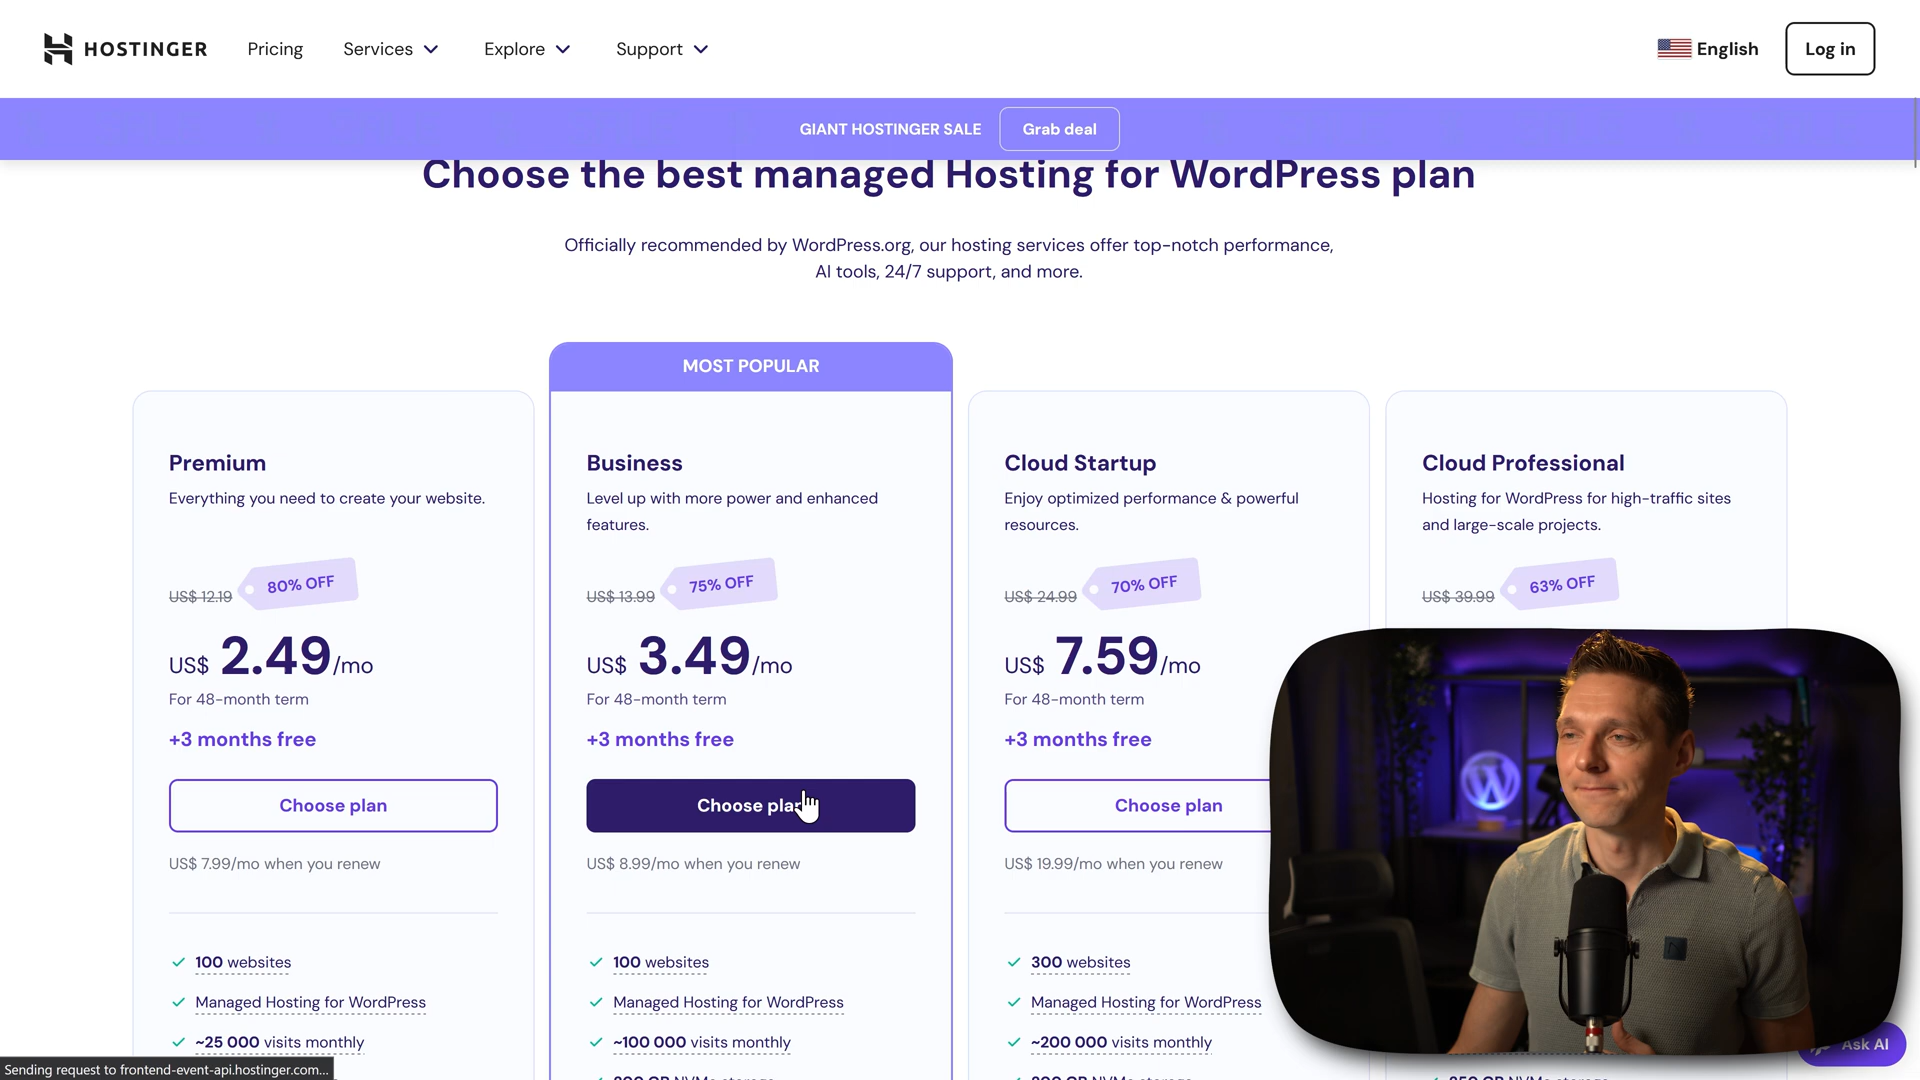 HOSTINGER
Pricing
Services
Explore
Support
English
Log in
GIANT HOSTINGER SALE
Grab deal
Choose the best managed Hosting for WordPress plan
Officially recommended by WordPress.org, our hosting services offer top-notch performance,
AI tools, 24/7 support, and more.
MOST POPULAR
Premium
Everything you need to create your website.
US$ 12.19
80% OFF
US$ 2.49/mo
For 48-month term
+3 months free
Choose plan
US$ 7.99/mo when you renew
100 websites
Managed Hosting for WordPress
~25 000 visits monthly
Business
Level up with more power and enhanced
features.
US$ 13.99
75% OFF
US$ 3.49/mo
For 48-month term
+3 months free
Choose plan
US$ 8.99/mo when you renew
100 websites
Managed Hosting for WordPress
~100 000 visits monthly
Cloud Startup
Enjoy optimized performance & powerful
resources.
US$ 24.99
70% OFF
US$ 7.59/mo
For 48-month term
+3 months free
Choose plan
US$ 19.99/mo when you renew
300 websites
Managed Hosting for WordPress
~200 000 visits monthly
Cloud Professional
Hosting for WordPress for high-traffic sites
and large-scale projects.
US$ 39.99
63% OFF
Ask AI
Sending request to frontend-event-api.hostinger.com...